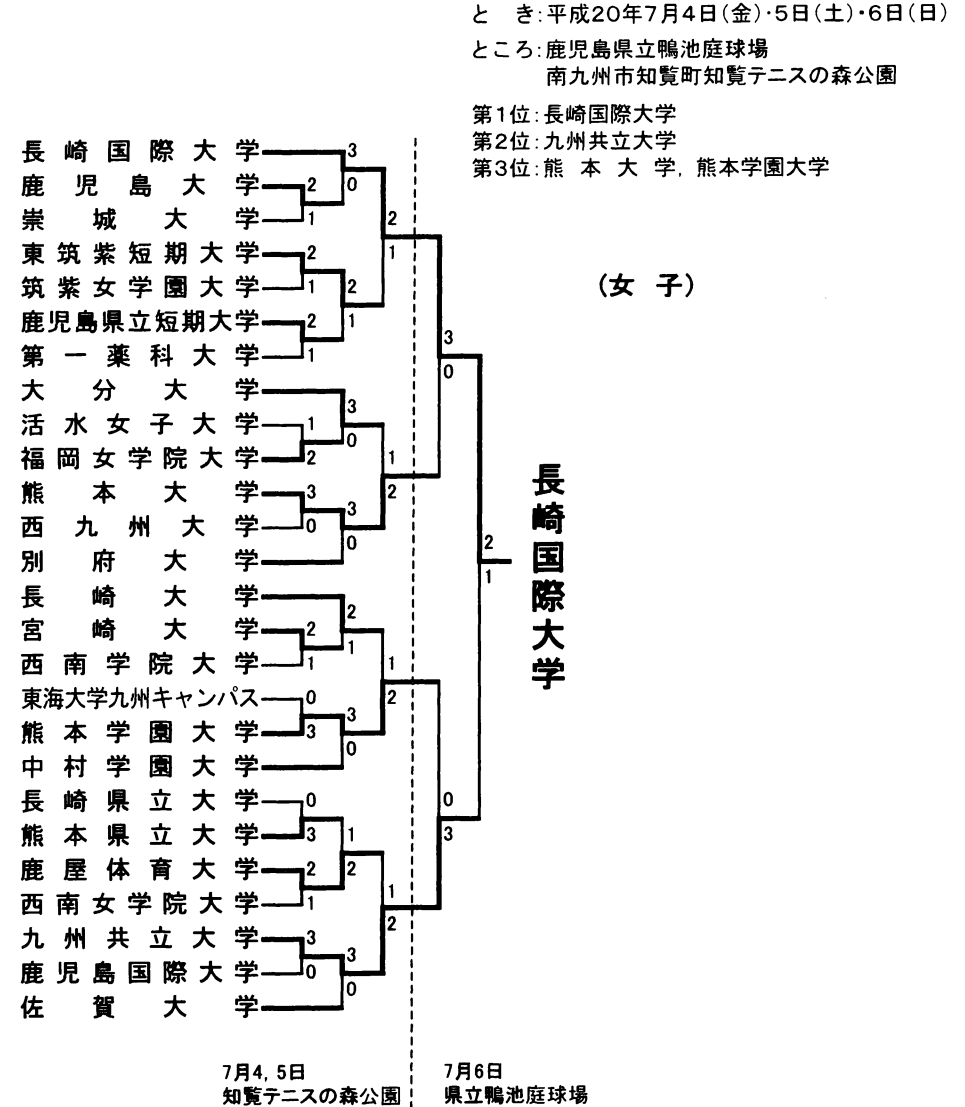 とき:平成20年7月4日(金)・5日(土)・6日(日)
ところ:鹿児島県立鴨池庭球場
南九州市知覧町知覧テニスの森公園
第1位:長崎国際大学
第2位:九州共立大学
第3位:熊本大学,熊本学園大学
(女子)
長崎国際大学
3
0
鹿児島大学
2
崇城大学
1
2
1
東筑紫短期大学
2
筑紫女学園大学
1
2
1
鹿児島県立短期大学
2
第一薬科大学
1
3
0
大分大学
3
0
活水女子大学
1
福岡女学院大学
2
1
2
熊本大学
3
西九州大学
0
3
0
別府大学
2
1
長崎国際大学
長崎大学
2
1
宮崎大学
2
西南学院大学
1
1
2
東海大学九州キャンパス
0
熊本学園大学
3
3
0
中村学園大学
長崎県立大学
0
熊本県立大学
3
0
3
1
2
鹿屋体育大学
2
西南女学院大学
1
1
2
九州共立大学
3
鹿児島国際大学
0
3
0
佐賀大学
7月4,5日
知覧テニスの森公園
7月6日
県立鴨池庭球場